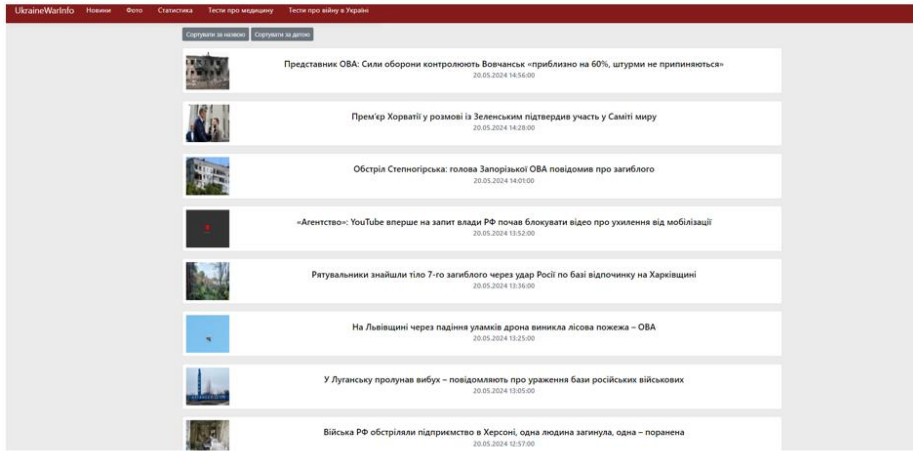 UkraineWarInfo Новини Фото Статистика Тести про медицину Тести про війну в Україні
Сортувати за назвою Сортувати за датою
Представник ОВА: Сили оборони контролюють Вовчанськ «приблизно на 60%, штурми не припиняються»
20.05.2024 14:56:00
Прем'єр Хорватії у розмові із Зеленським підтвердив участь у Саміті миру
20.05.2024 14:28:00
Обстріл Степногірська: голова Запорізької ОВА повідомив про загиблого
20.05.2024 14:01:00
«Агентство»: YouTube вперше на запит влади РФ почав блокувати відео про ухилення від мобілізації
20.05.2024 13:52:00
Рятувальники знайшли тіло 7-го загиблого через удар Росії по базі відпочинку на Харківщині
20.05.2024 13:36:00
На Львівщині через падіння уламків дрона виникла лісова пожежа – ОВА
20.05.2024 13:25:00
У Луганську пролунав вибух – повідомляють про ураження бази російських військових
20.05.2024 13:05:00
Війська РФ обстріляли підприємство в Херсоні, одна людина загинула, одна – поранена
20.05.2024 12:57:00